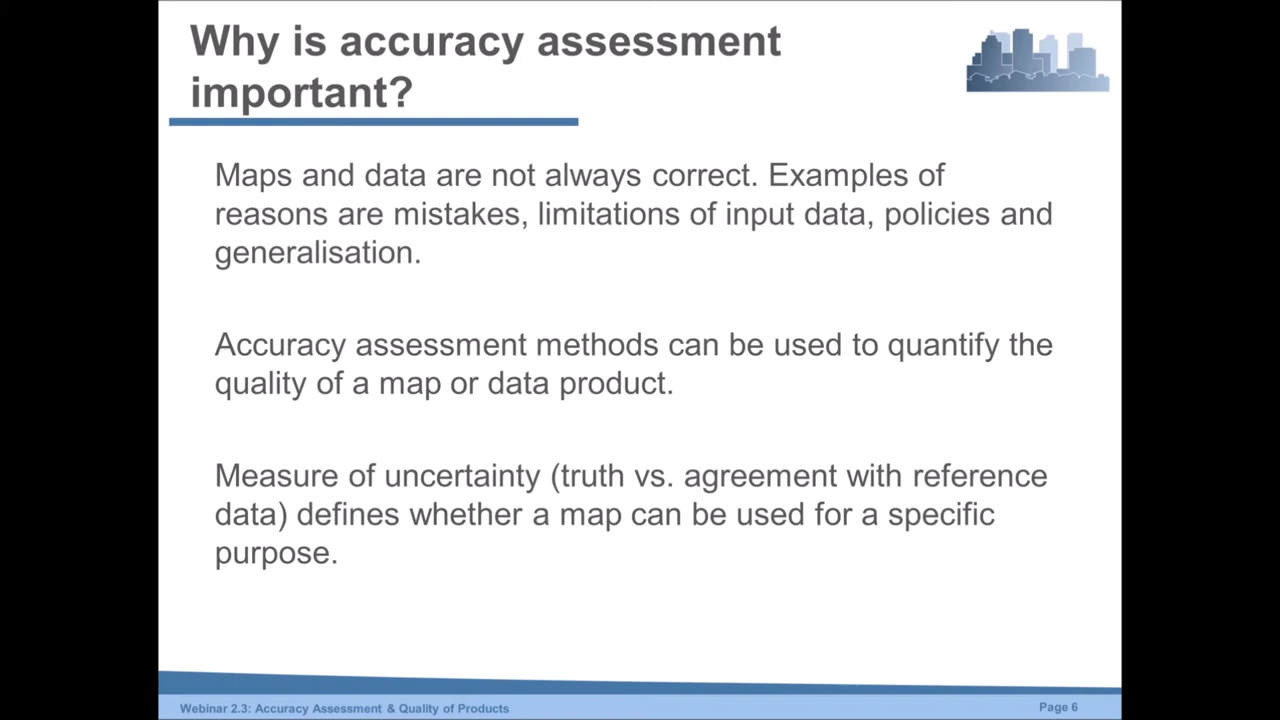 Why is accuracy assessment
important?
Maps and data are not always correct. Examples of
reasons are mistakes, limitations of input data, policies and
generalisation.
Accuracy assessment methods can be used to quantify the
quality of a map or data product.
Measure of uncertainty (truth vs. agreement with reference
data) defines whether a map can be used for a specific
purpose.
Webinar 2.3: Accuracy Assessment & Quality of Products
Page 6